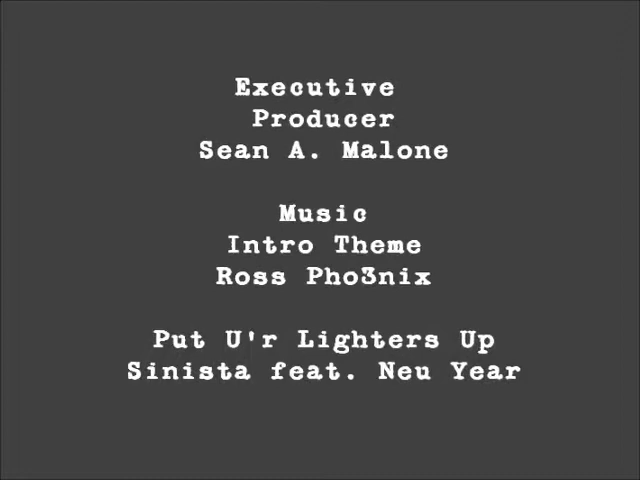 Executive
Producer
Sean A. Malone
Music
Intro Theme
Ross Pho3nix
Put U'r Lighters Up
Sinista feat. Neu Year